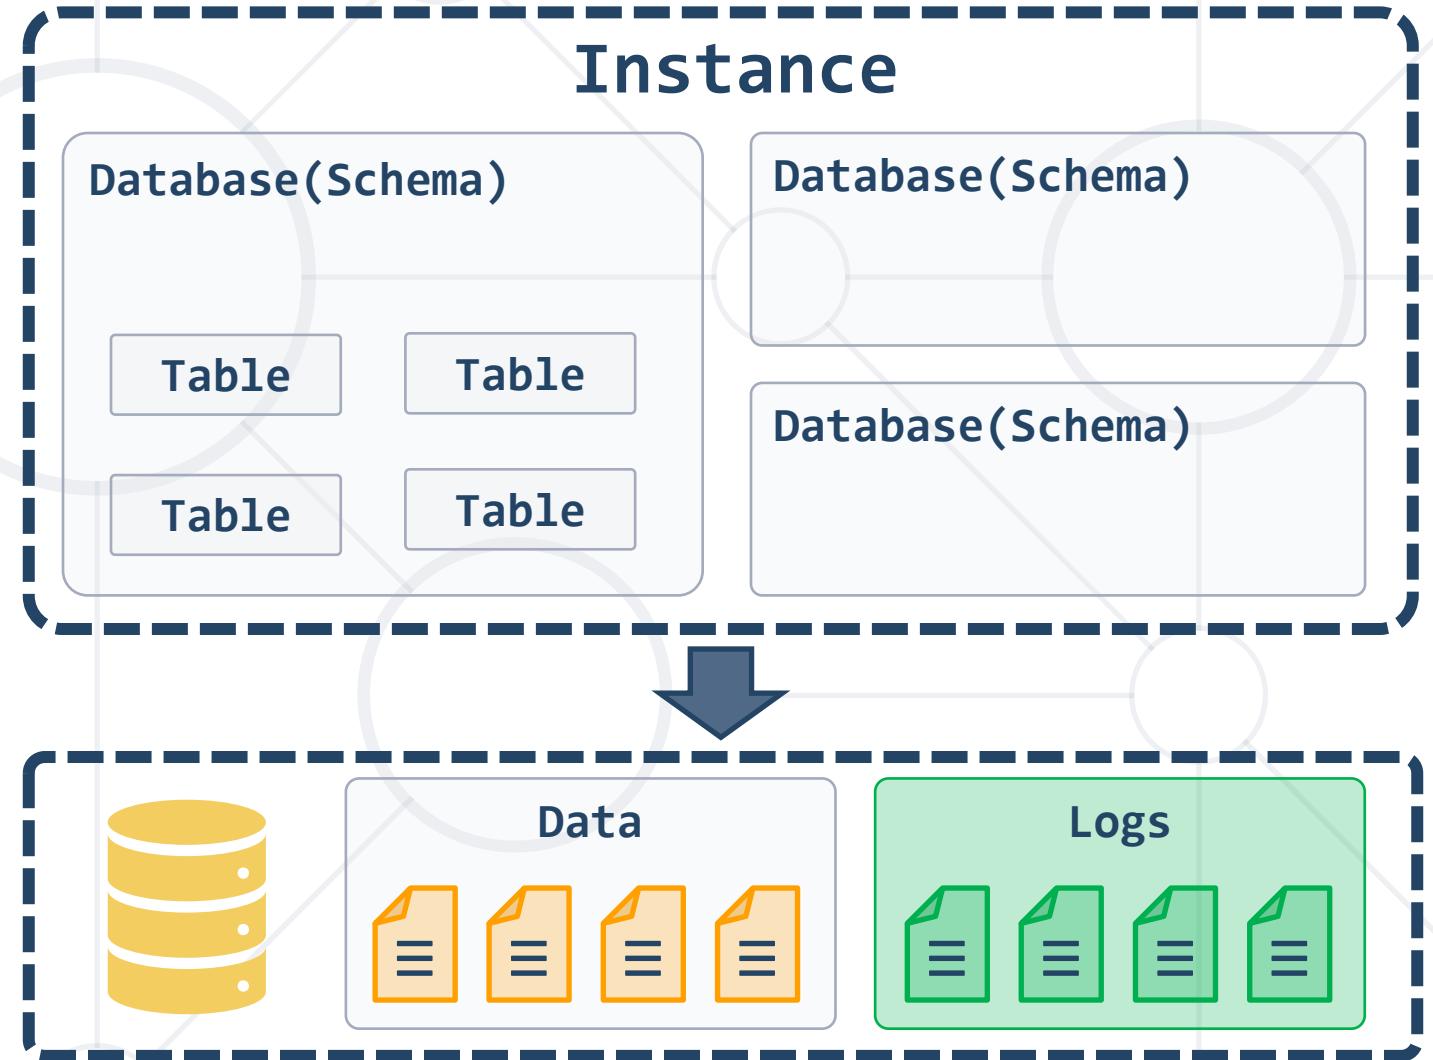 Instance
Database(Schema)
Table
Table
Table
Table
Database(Schema)
Database(Schema)
Data
Logs